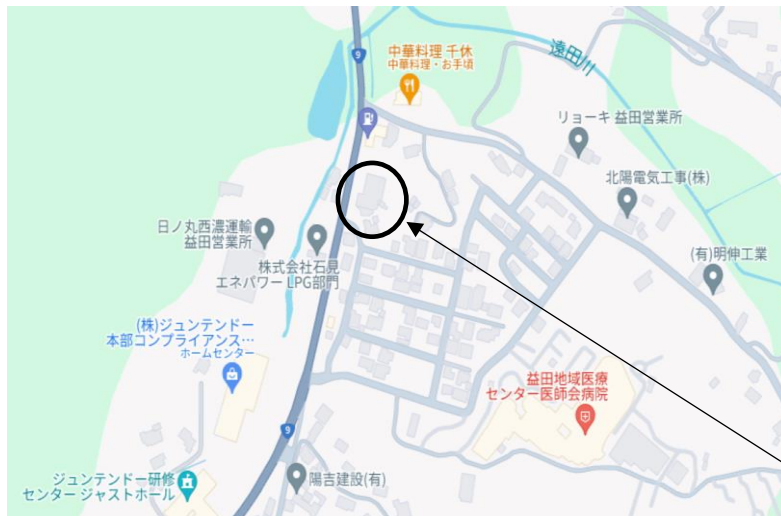 9
中華料理 千休
中華料理・お手頃
遠田川
リョーキ 益田営業所
北陽電気工事(株)
(有)明伸工業
日ノ丸西濃運輸
益田営業所
株式会社石見
エネパワー LPG部門
(株)ジュンテンドー
本部コンプライアンス…
ホームセンター
益田地域医療
センター医師会病院
9
陽吉建設(有)
ジュンテンドー研修
センター ジャストホール